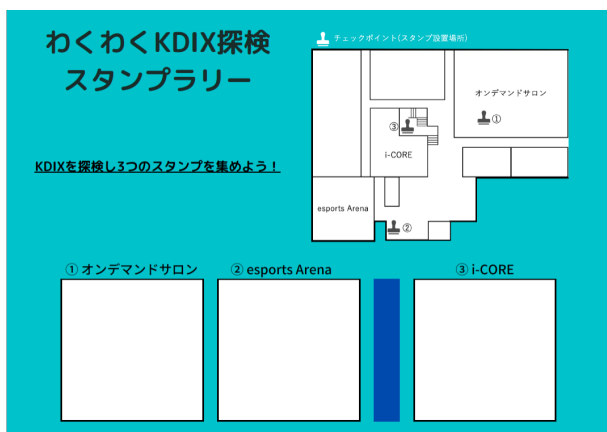 わくわくKDIX探検
スタンプラリー
チェックポイント(スタンプ設置場所)
オンデマンドサロン
①
③
i-CORE
esports Arena
②
KDIXを探検し3つのスタンプを集めよう！
① オンデマンドサロン
② esports Arena
③ i-CORE